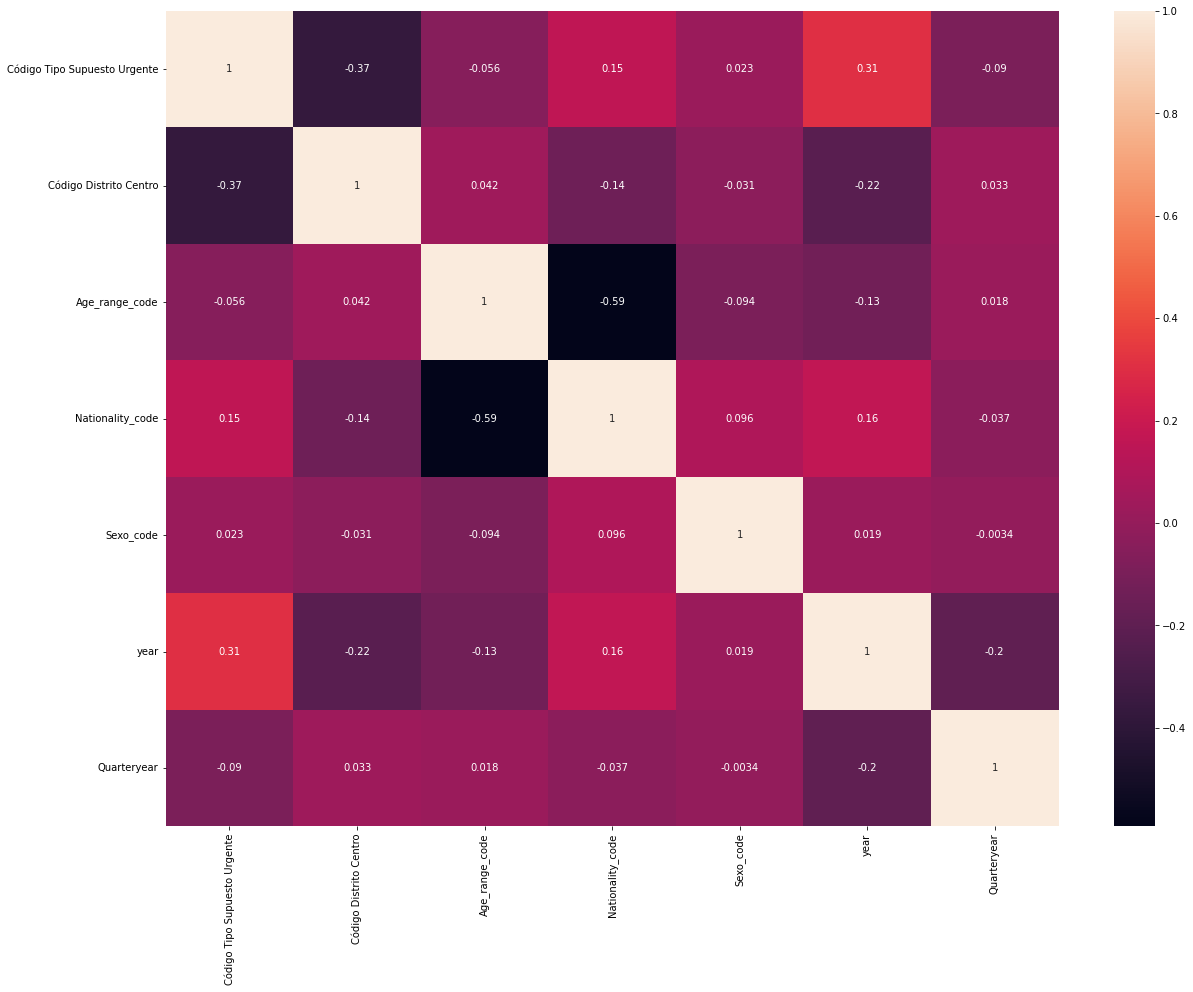 Código Tipo Supuesto Urgente 1 -0.37 -0.056 0.15 0.023 0.31 -0.09
Código Distrito Centro -0.37 1 0.042 -0.14 -0.031 -0.22 0.033
Age_range_code -0.056 0.042 1 -0.59 -0.094 -0.13 0.018
Nationality_code 0.15 -0.14 -0.59 1 0.096 0.16 -0.037
Sexo_code 0.023 -0.031 -0.094 0.096 1 0.019 -0.0034
year 0.31 -0.22 -0.13 0.16 0.019 1 -0.2
Quarteryear -0.09 0.033 0.018 -0.037 -0.0034 -0.2 1
Código Tipo Supuesto Urgente
Código Distrito Centro
Age_range_code
Nationality_code
Sexo_code
year
Quarteryear
1.0
0.8
0.6
0.4
0.2
0.0
−0.2
−0.4